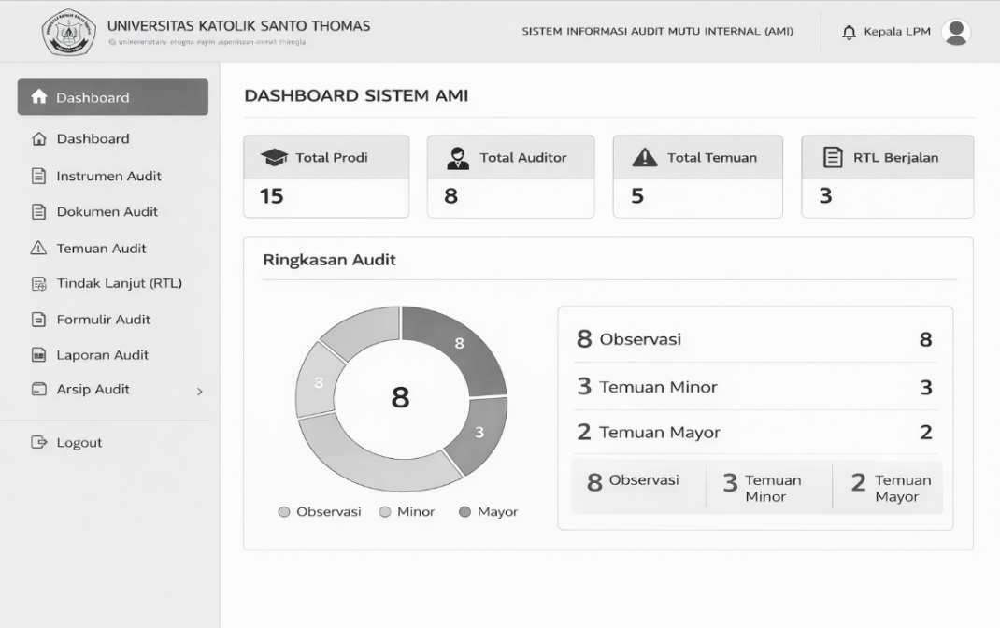 UNIVERSITAS KATOLIK SANTO THOMAS
SISTEM INFORMASI AUDIT MUTU INTERNAL (AMI)
Kepala LPM
Dashboard
Dashboard
Instrumen Audit
Dokumen Audit
Temuan Audit
Tindak Lanjut (RTL)
Formulir Audit
Laporan Audit
Arsip Audit
Logout
DASHBOARD SISTEM AMI
Total Prodi
15
Total Auditor
8
Total Temuan
5
RTL Berjalan
3
Ringkasan Audit
8
3
8
3
Observasi
Minor
Mayor
8 Observasi 8
3 Temuan Minor 3
2 Temuan Mayor 2
8 Observasi
3 Temuan
Minor
2 Temuan
Mayor